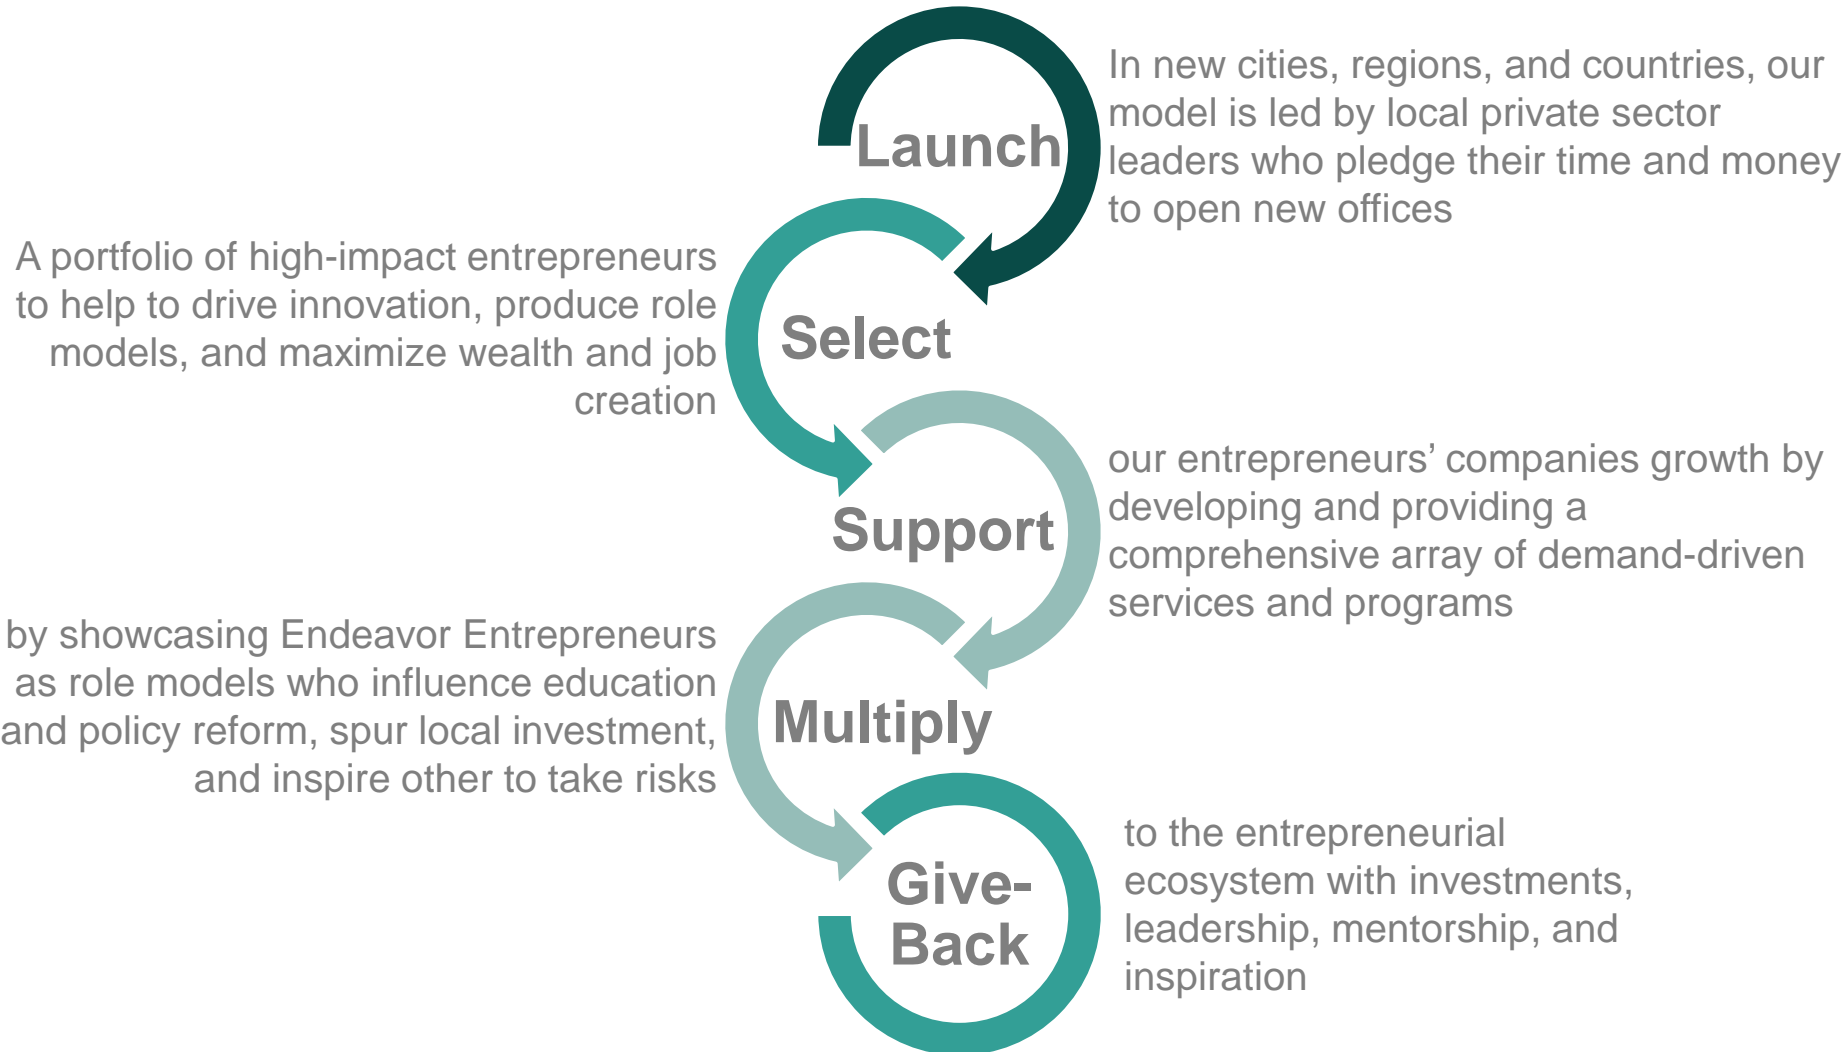 Launch
In new cities, regions, and countries, our
model is led by local private sector
leaders who pledge their time and money
to open new offices
Select
A portfolio of high-impact entrepreneurs
to help to drive innovation, produce role
models, and maximize wealth and job
creation
Support
our entrepreneurs’ companies growth by
developing and providing a
comprehensive array of demand-driven
services and programs
Multiply
by showcasing Endeavor Entrepreneurs
as role models who influence education
and policy reform, spur local investment,
and inspire other to take risks
Give-
Back
to the entrepreneurial
ecosystem with investments,
leadership, mentorship, and
inspiration